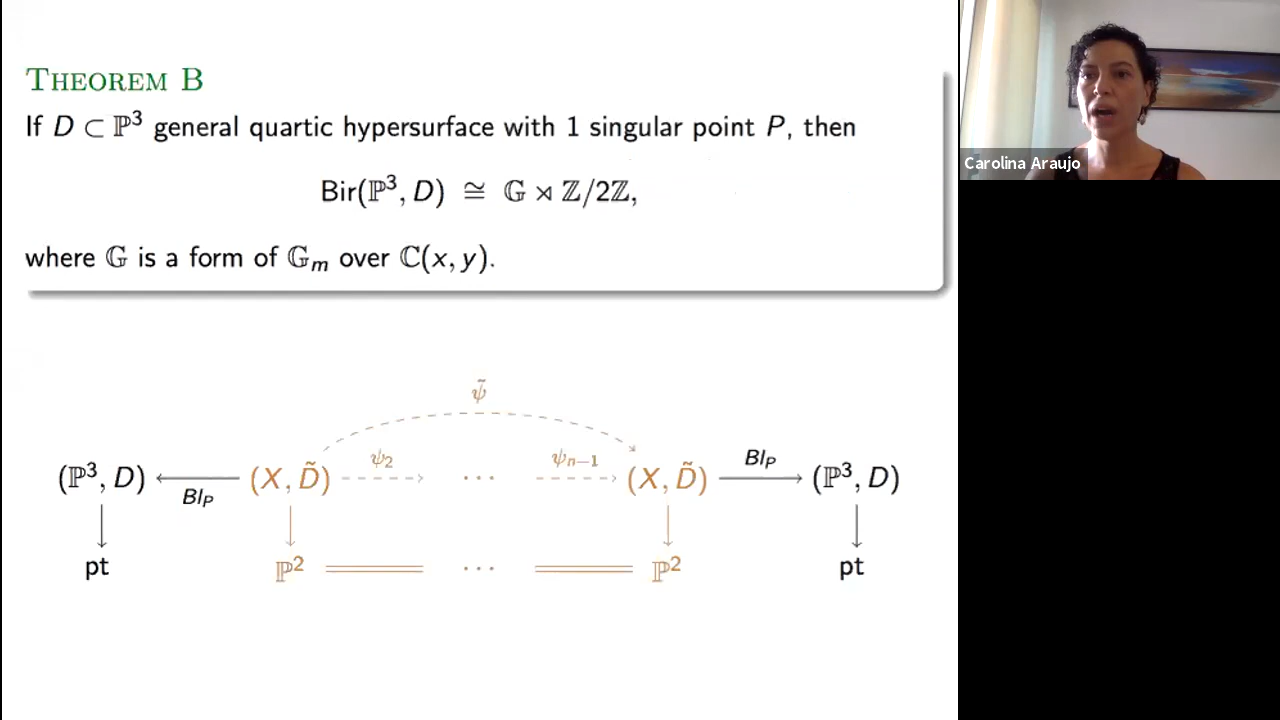 THEOREM B
If D ⊂ ℙ³ general quartic hypersurface with 1 singular point P, then
Bir(ℙ³, D) ≅ 𝔾 ⋊ ℤ/2ℤ,
where 𝔾 is a form of 𝔾ₘ over ℂ(x, y).
Carolina Araujo
ψ̃
(ℙ³, D) Bl_P (X, D̃) ψ₂ ⋯ ψₙ₋₁ (X, D̃) Bl_P (ℙ³, D)
pt ℙ² ⋯ ℙ² pt